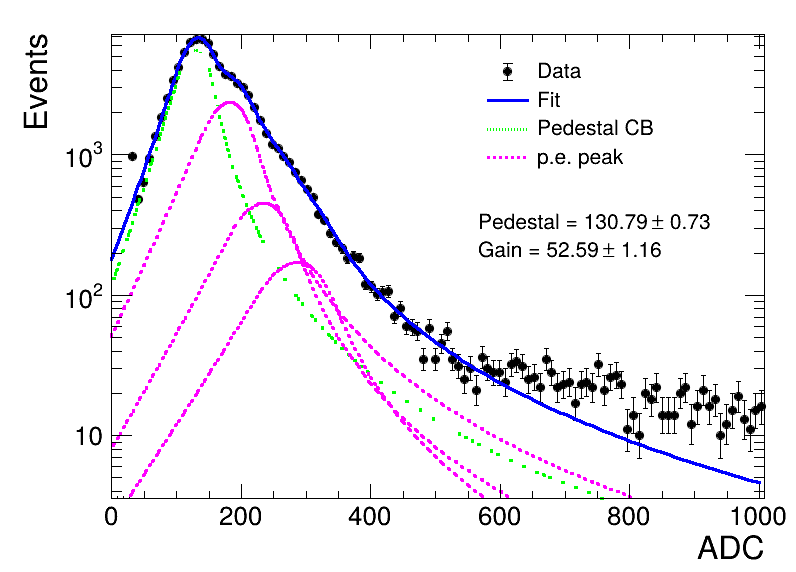 Events
10³
10²
10
Data
Fit
Pedestal CB
p.e. peak
Pedestal = 130.79 ± 0.73
Gain = 52.59 ± 1.16
0 200 400 600 800 1000
ADC